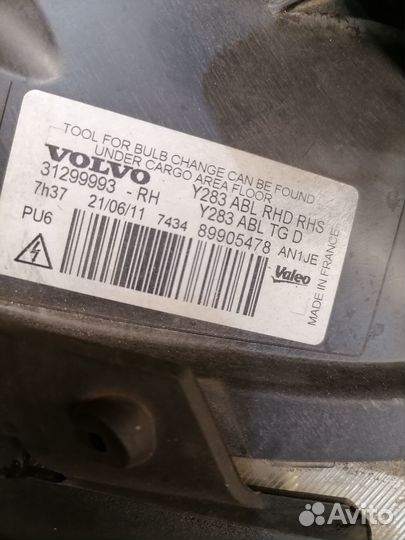 TOOL FOR BULB CHANGE CAN BE FOUND
UNDER CARGO AREA FLOOR
VOLVO
31299993 - RH
Y283 ABL RHD RHS
Y283 ABL TG D
7h37 21/06/11 7434 89905478 AN1JE
PU6
Valeo
MADE IN FRANCE
Avito